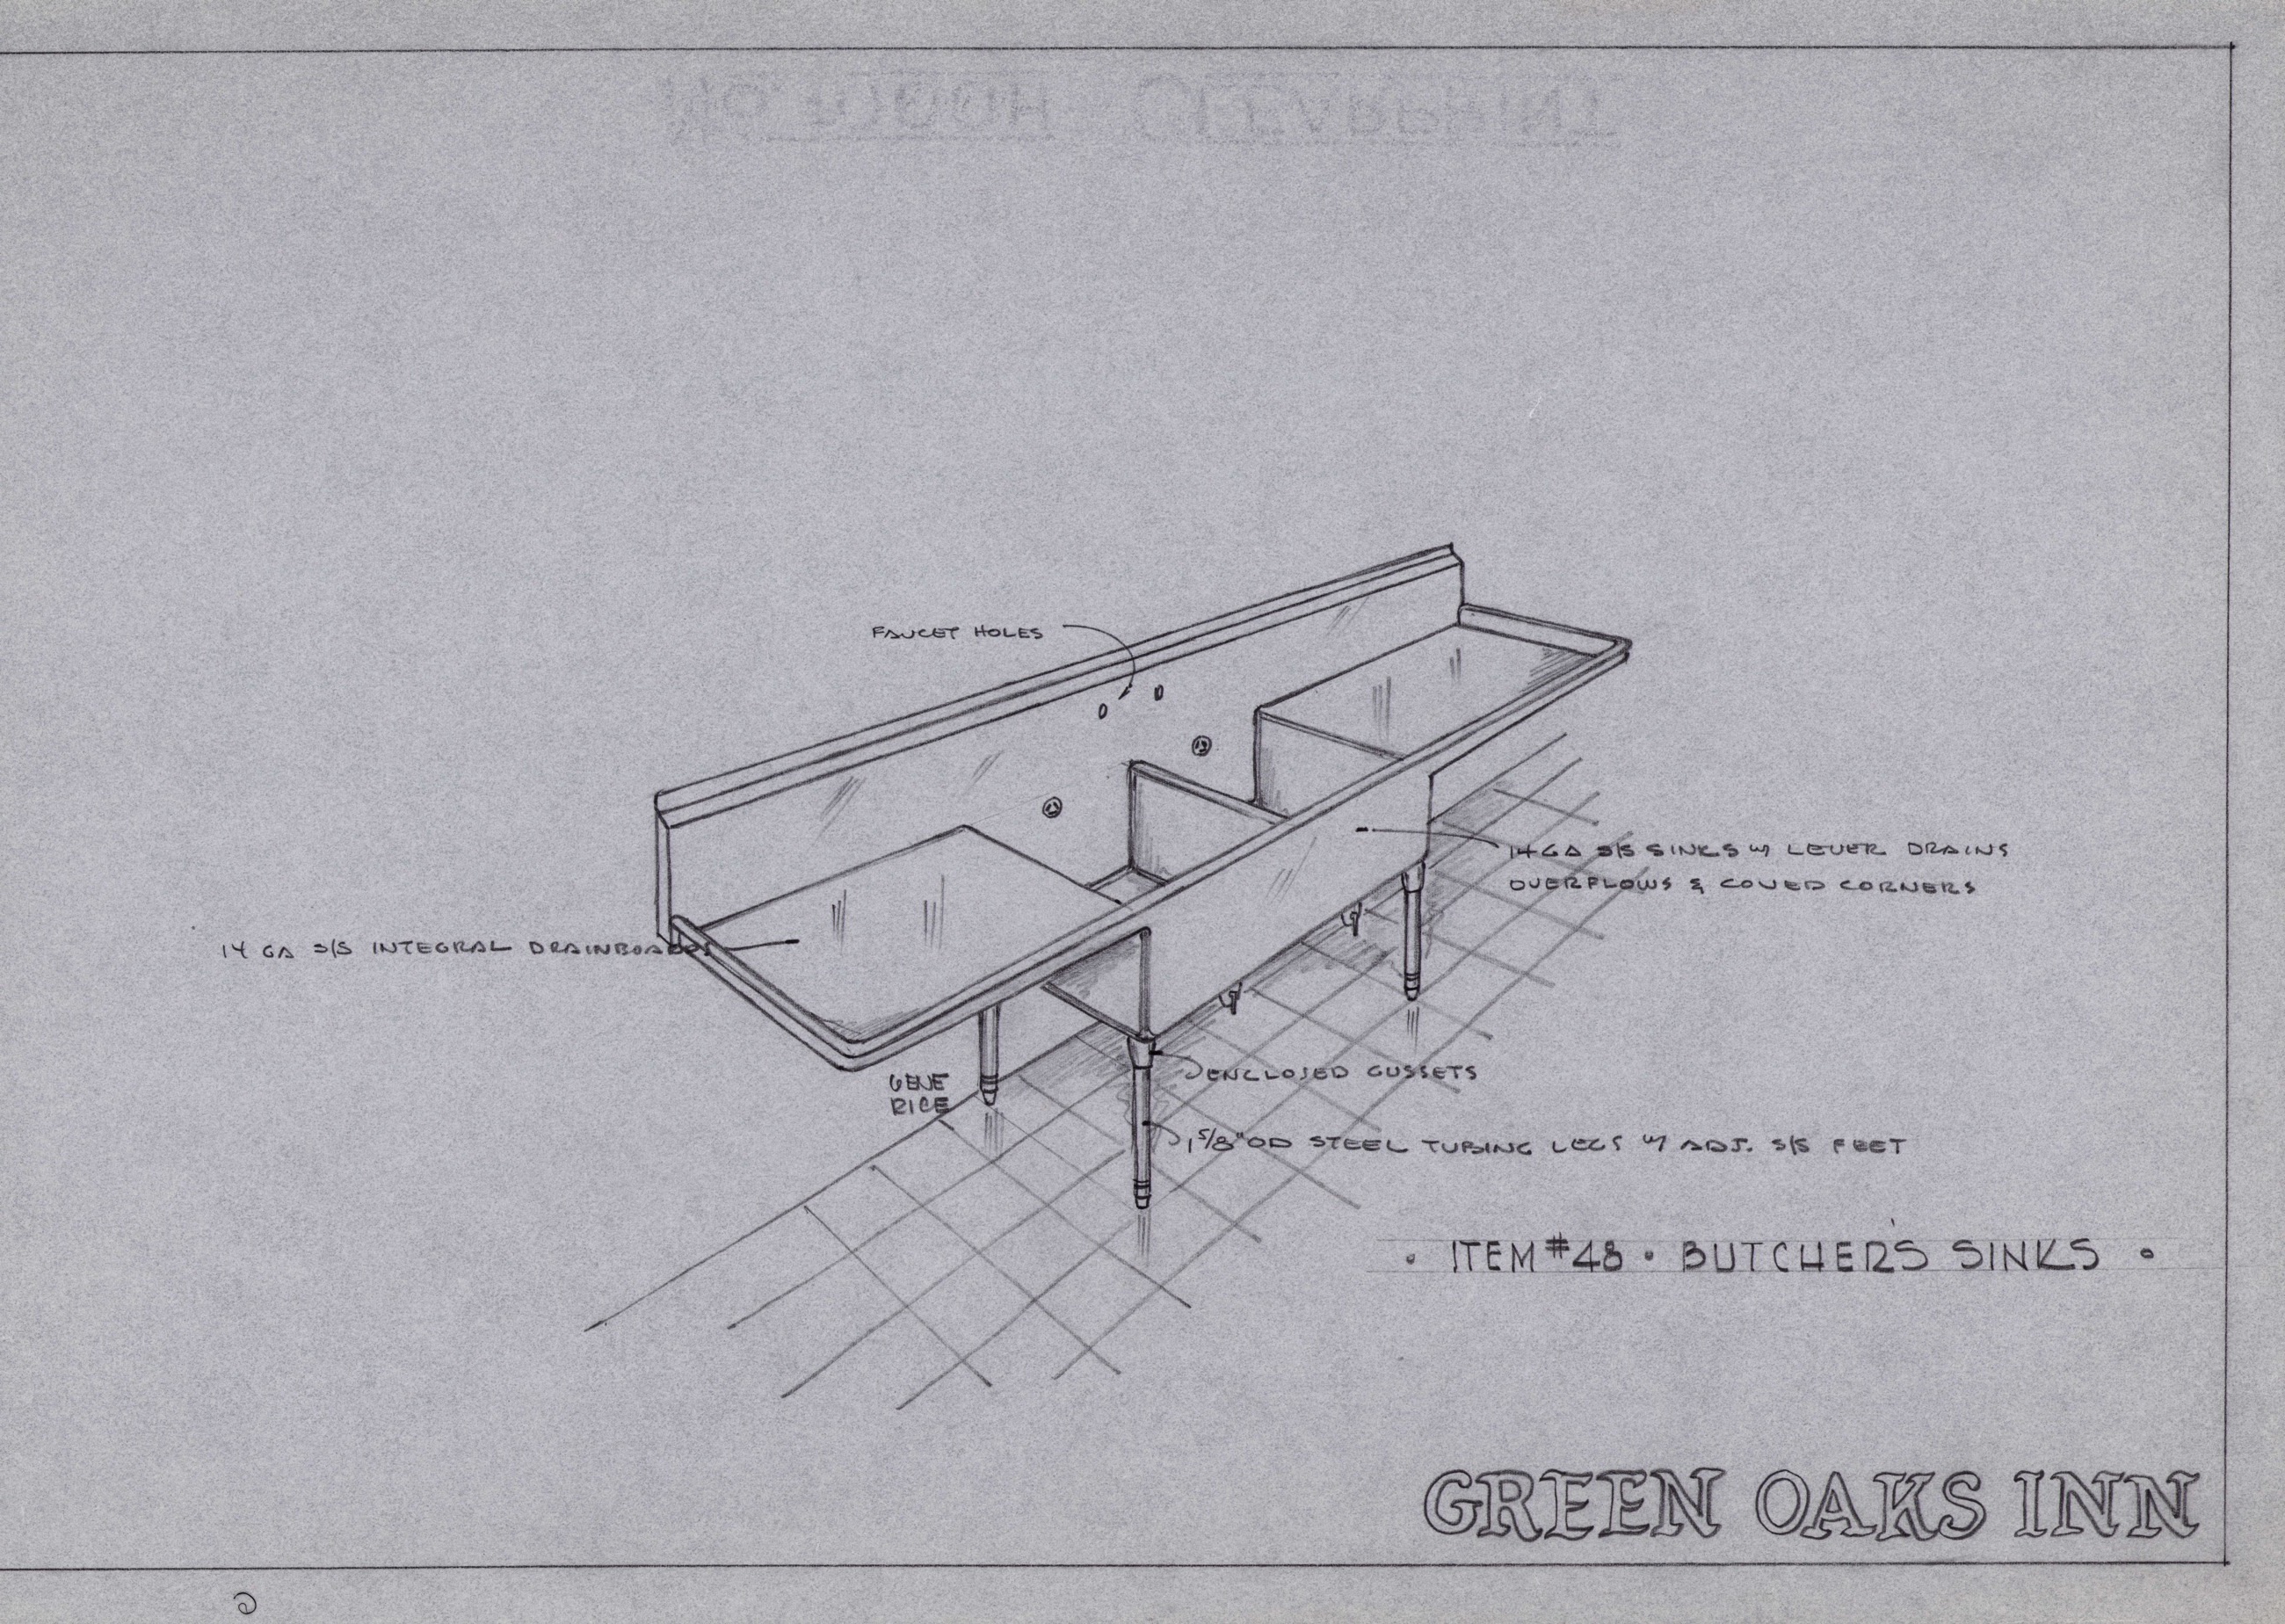 FAUCET HOLES
14 GA S/S SINKS W/ LEVER DRAINS
OVERFLOWS & COVED CORNERS
14 GA S/S INTEGRAL DRAINBOARDS
GENE
RICE
ENCLOSED GUSSETS
1 5/8" OD STEEL TUBING LEGS W/ ADJ. S/S FEET
• ITEM #48 • BUTCHER'S SINKS •
GREEN OAKS INN